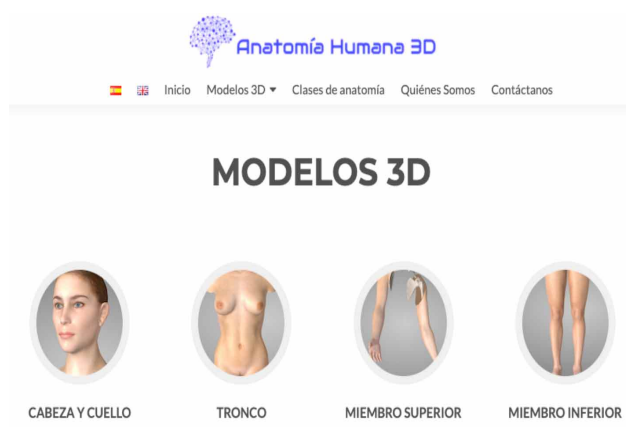 Anatomía Humana 3D
Inicio Modelos 3D Clases de anatomía Quiénes Somos Contáctanos
MODELOS 3D
CABEZA Y CUELLO TRONCO MIEMBRO SUPERIOR MIEMBRO INFERIOR